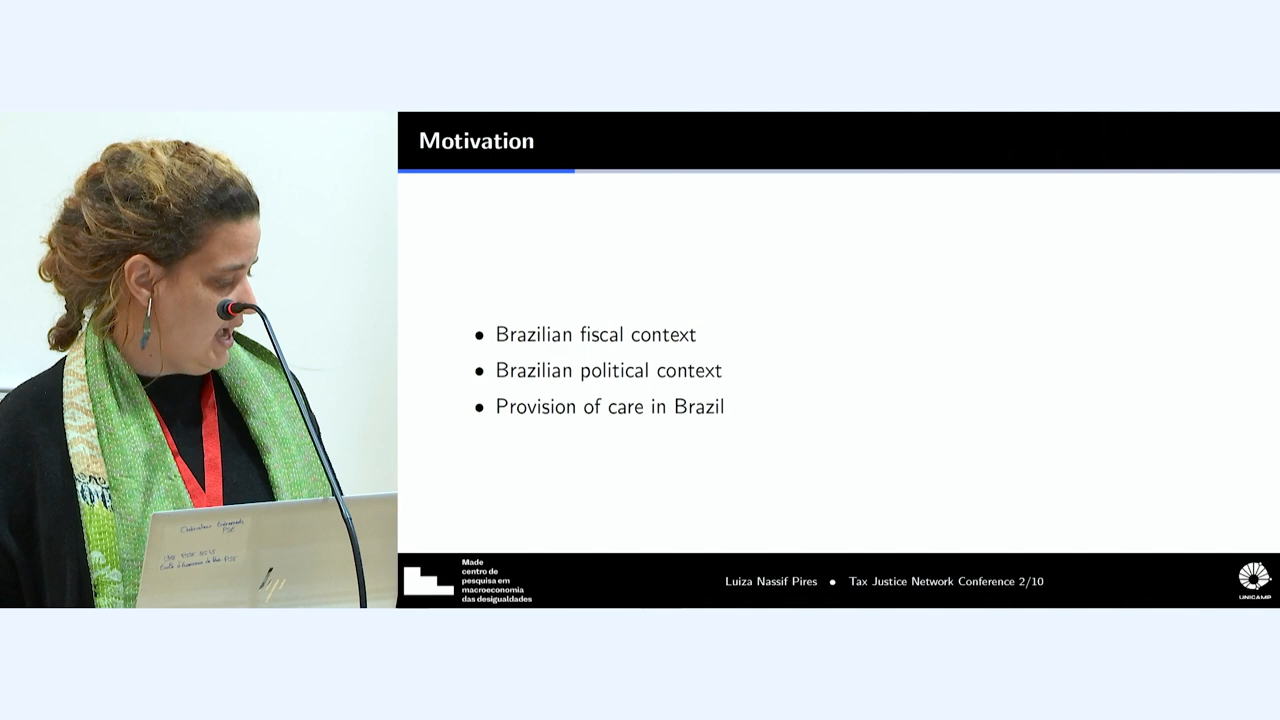 Motivation
• Brazilian fiscal context
• Brazilian political context
• Provision of care in Brazil
Made
centro de
pesquisa em
macroeconomia
das desigualdades
Luiza Nassif Pires • Tax Justice Network Conference 2/10
UNICAMP
PSE